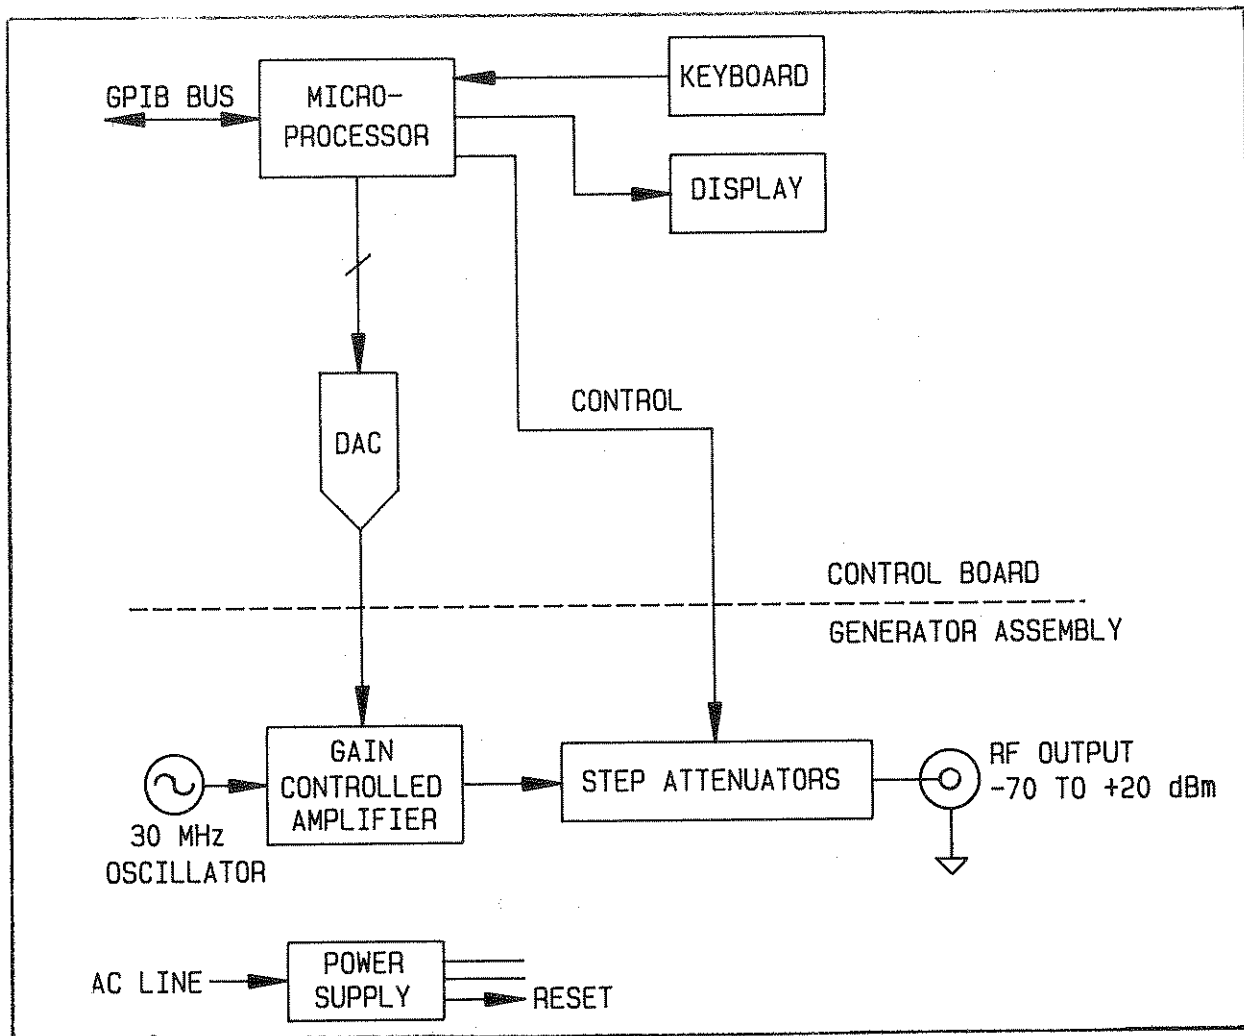 KEYBOARD
GPIB BUS
MICRO-
PROCESSOR
DISPLAY
CONTROL
DAC
CONTROL BOARD
GENERATOR ASSEMBLY
GAIN
CONTROLLED
AMPLIFIER
STEP ATTENUATORS
RF OUTPUT
-70 TO +20 dBm
30 MHz
OSCILLATOR
AC LINE
POWER
SUPPLY
RESET